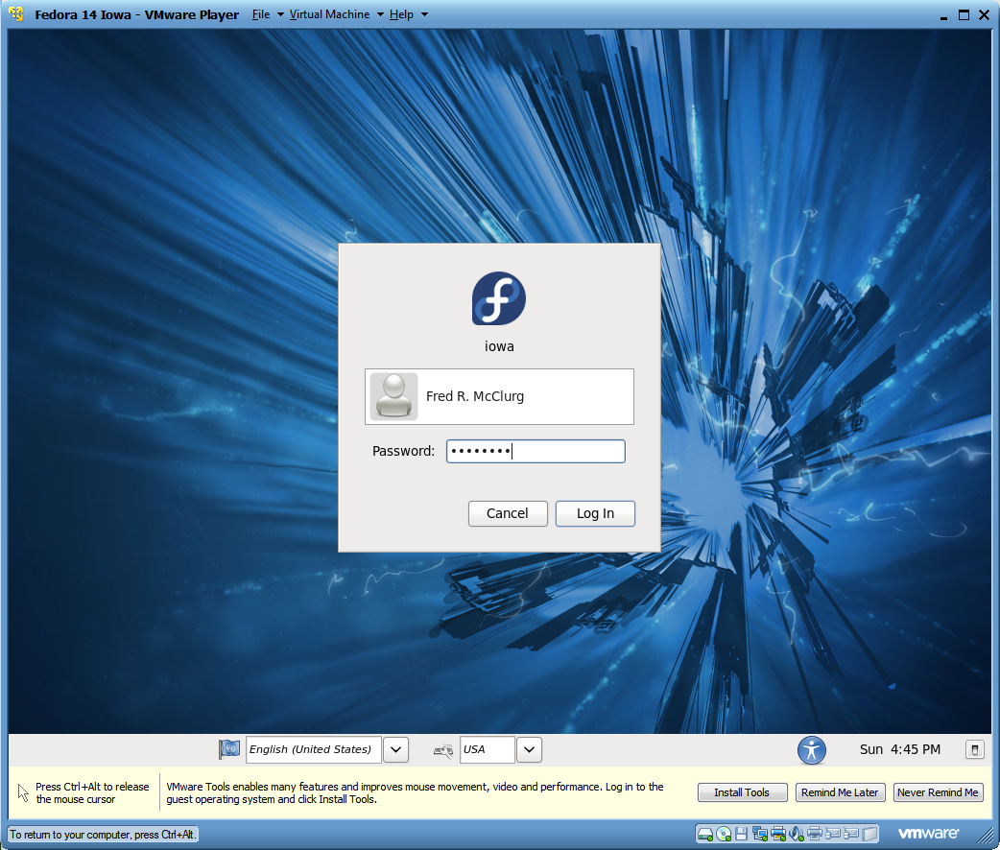 Fedora 14 Iowa - VMware Player File Virtual Machine Help
iowa
Fred R. McClurg
Password: ••••••••
Cancel Log In
English (United States) USA Sun 4:45 PM
Press Ctrl+Alt to release
the mouse cursor
VMware Tools enables many features and improves mouse movement, video and performance. Log in to the
guest operating system and click Install Tools.
Install Tools Remind Me Later Never Remind Me
To return to your computer, press Ctrl+Alt.
vmware